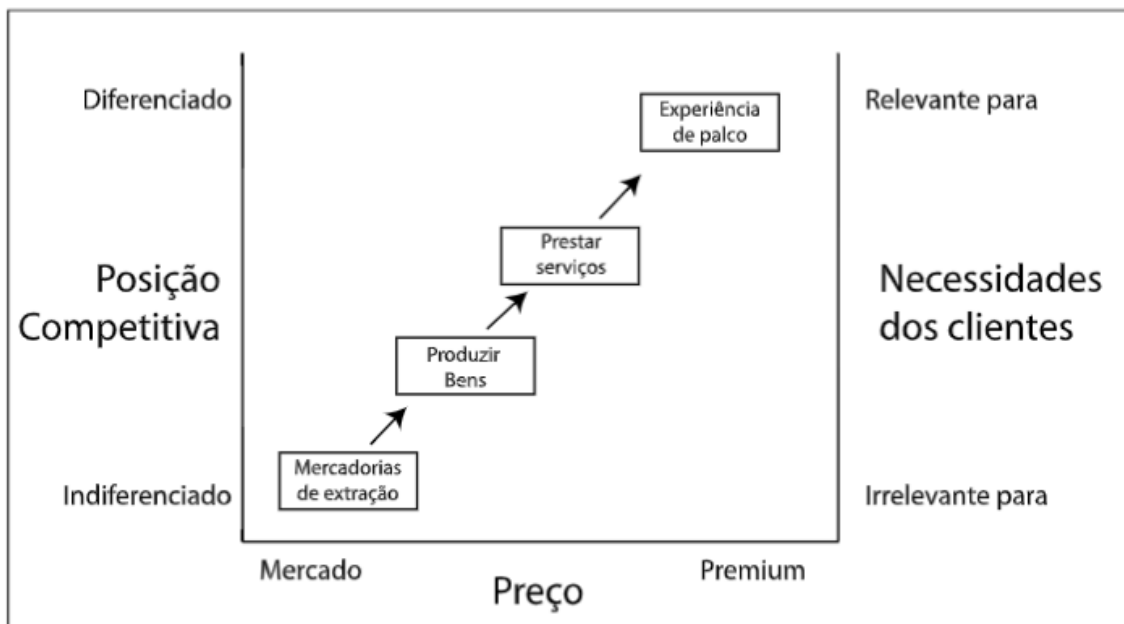 Diferenciado
Experiência
de palco
Relevante para
Posição
Competitiva
Prestar
serviços
Necessidades
dos clientes
Produzir
Bens
Indiferenciado
Mercadorias
de extração
Irrelevante para
Mercado
Preço
Premium